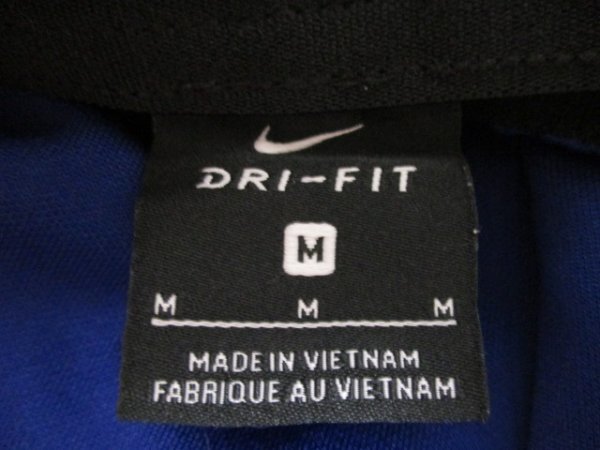 DRI-FIT
M
M M M
MADE IN VIETNAM
FABRIQUE AU VIETNAM